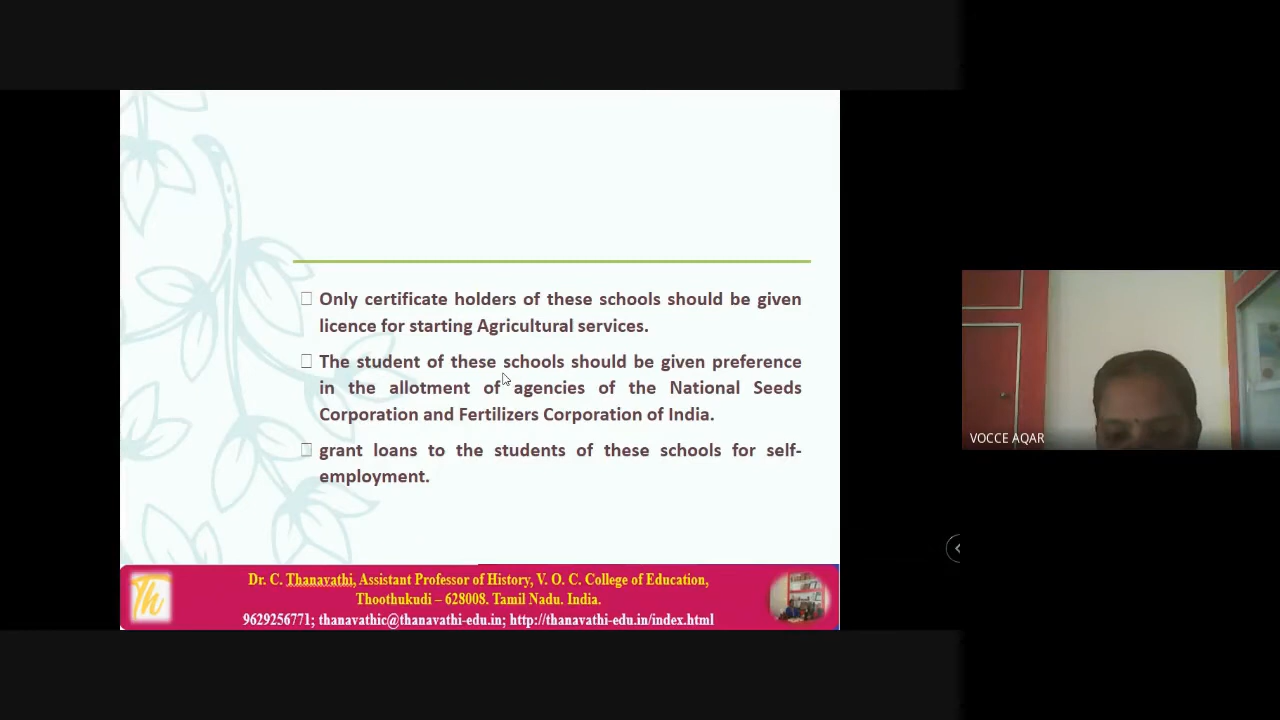 Only certificate holders of these schools should be given
licence for starting Agricultural services.
The student of these schools should be given preference
in the allotment of agencies of the National Seeds
Corporation and Fertilizers Corporation of India.
grant loans to the students of these schools for self-
employment.
Th
Dr. C. Thanavathi, Assistant Professor of History, V. O. C. College of Education,
Thoothukudi – 628008. Tamil Nadu. India.
9629256771; thanavathic@thanavathi-edu.in; http://thanavathi-edu.in/index.html
VOCCE AQAR